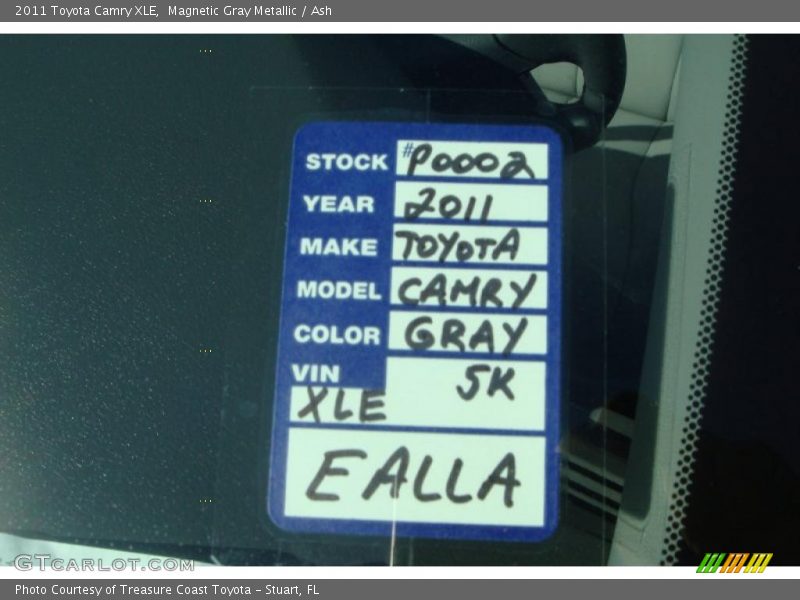 2011 Toyota Camry XLE, Magnetic Gray Metallic / Ash
STOCK #P0002
YEAR 2011
MAKE TOYOTA
MODEL CAMRY
COLOR GRAY
VIN 5K
XLE
EALLA
GTCARLOT.COM
Photo Courtesy of Treasure Coast Toyota - Stuart, FL